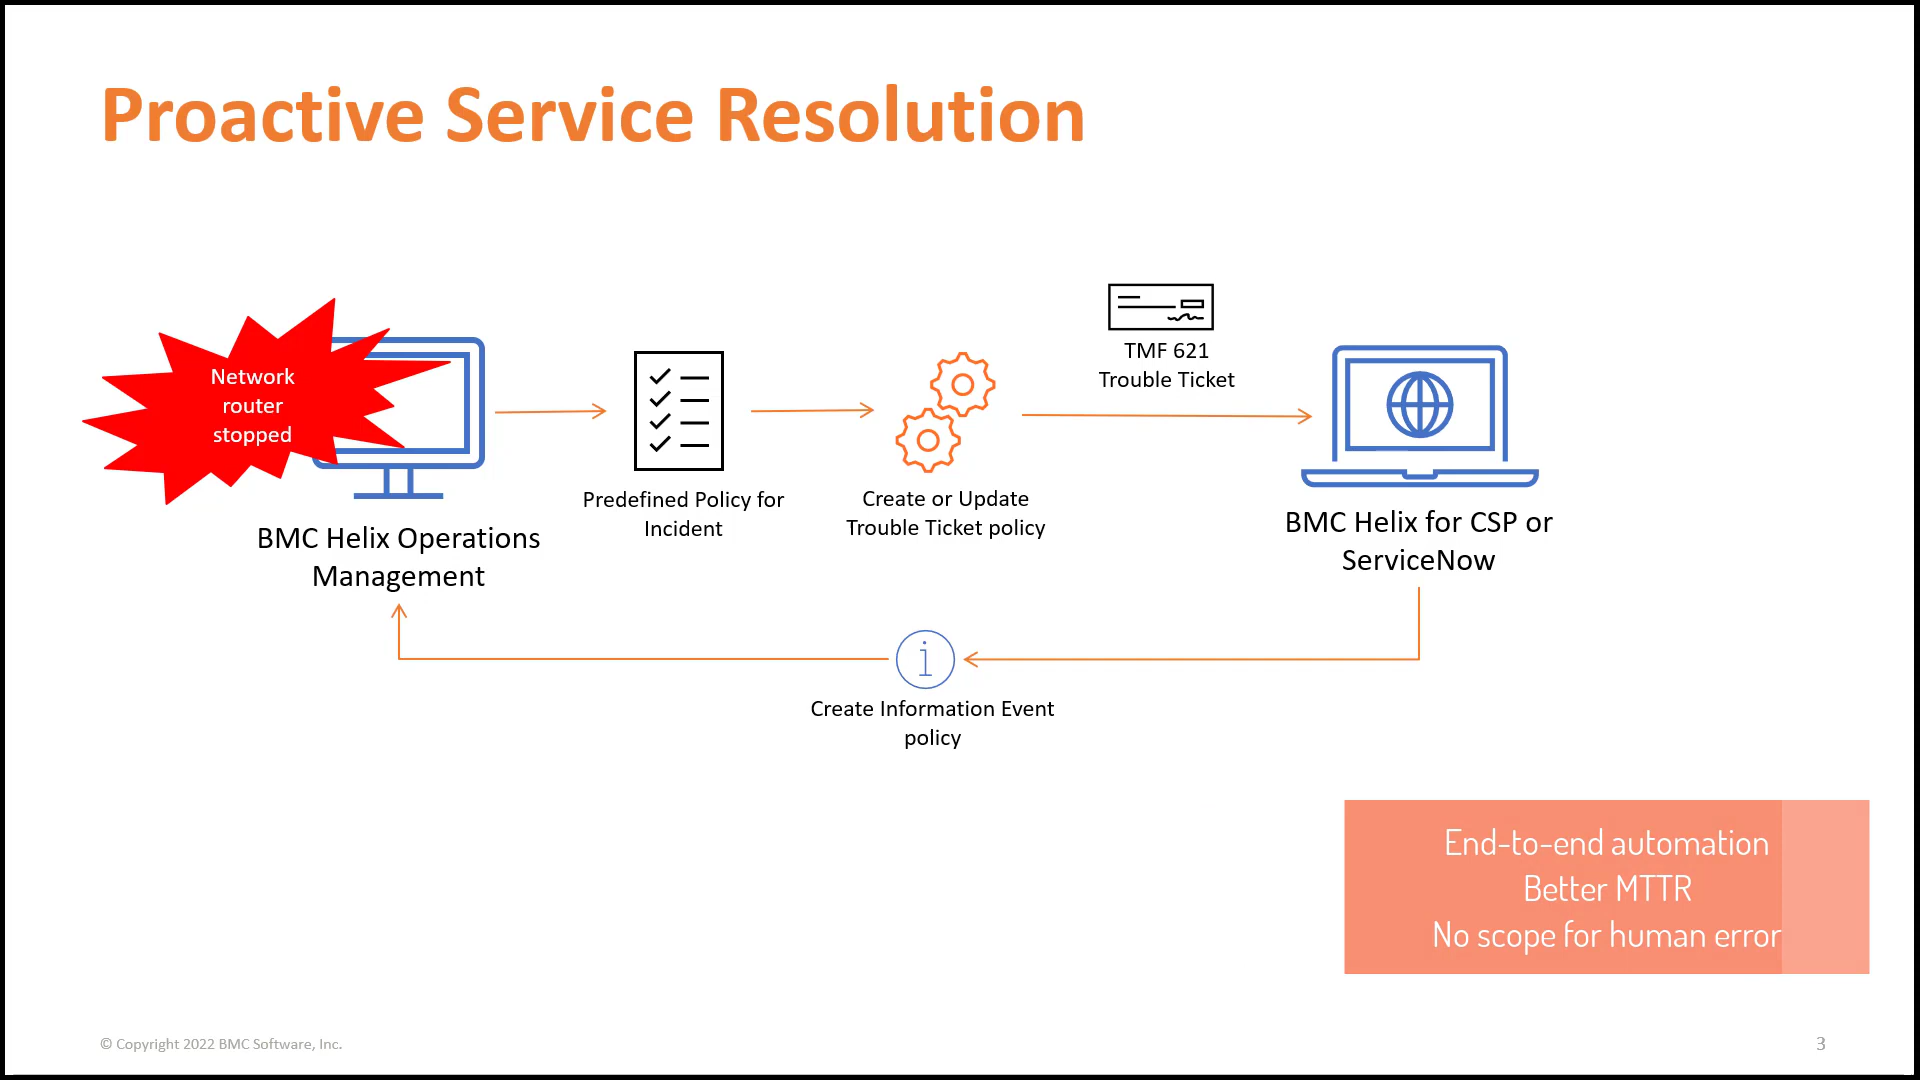 Proactive Service Resolution
Network
router
stopped
BMC Helix Operations
Management
Predefined Policy for
Incident
Create or Update
Trouble Ticket policy
TMF 621
Trouble Ticket
BMC Helix for CSP or
ServiceNow
i
Create Information Event
policy
End-to-end automation
Better MTTR
No scope for human error
© Copyright 2022 BMC Software, Inc.
3